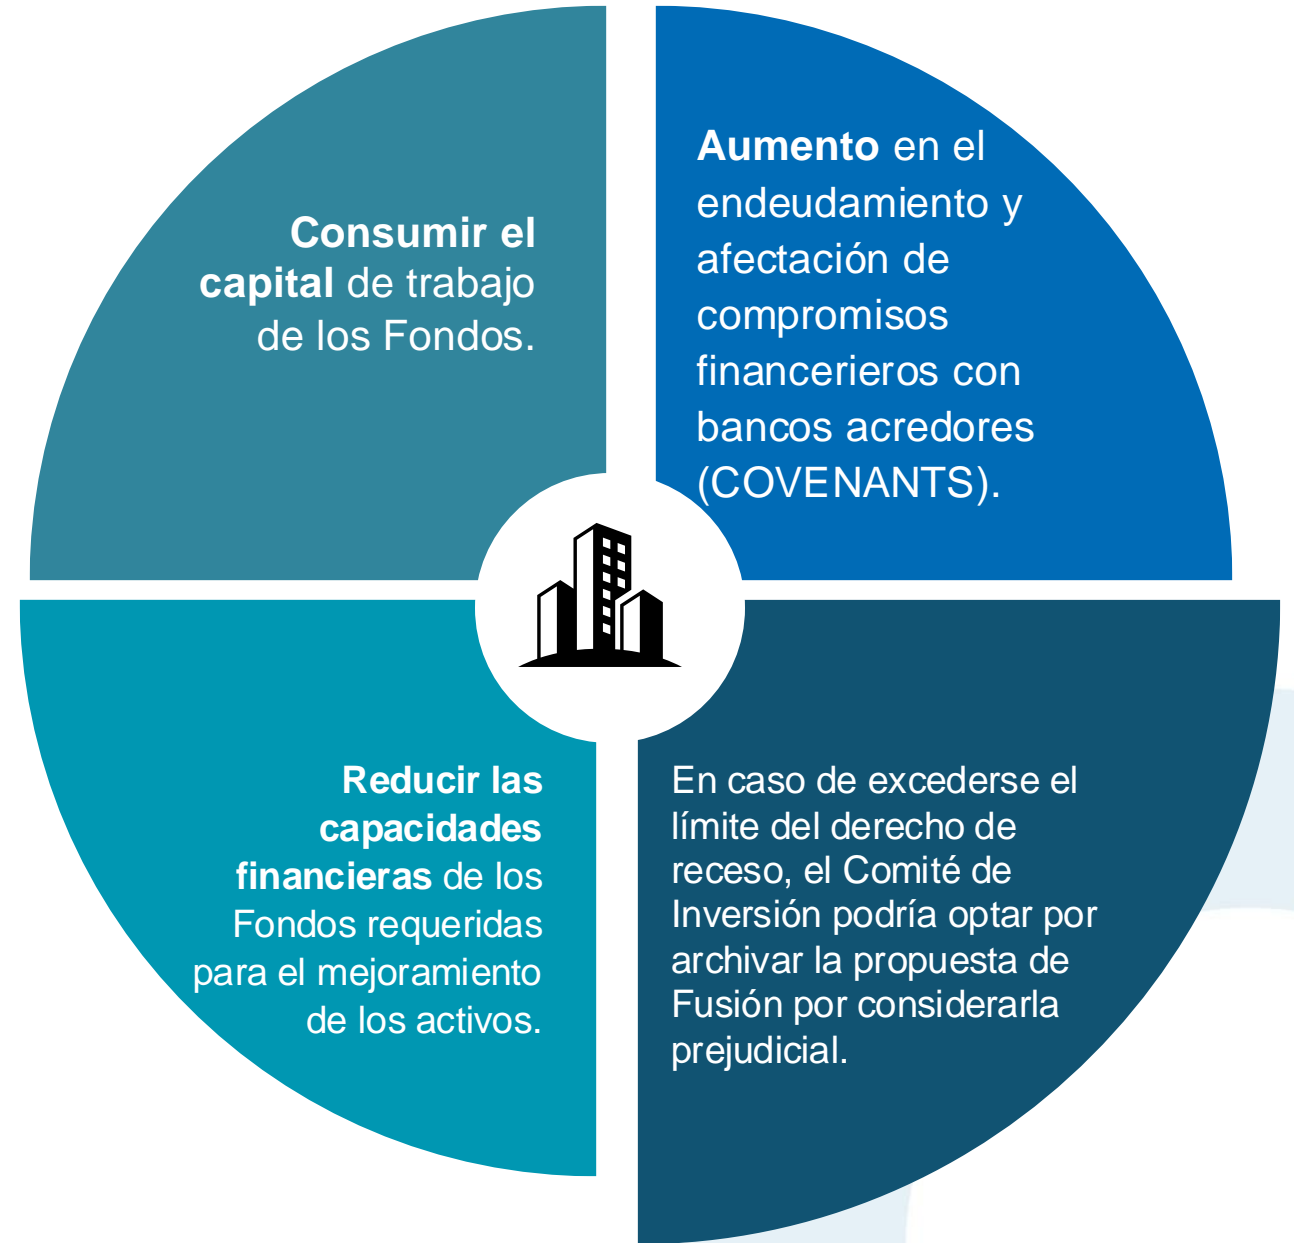 Consumir el
capital de trabajo
de los Fondos.
Aumento en el
endeudamiento y
afectación de
compromisos
financerieros con
bancos acredores
(COVENANTS).
Reducir las
capacidades
financieras de los
Fondos requeridas
para el mejoramiento
de los activos.
En caso de excederse el
límite del derecho de
receso, el Comité de
Inversión podría optar por
archivar la propuesta de
Fusión por considerarla
prejudicial.